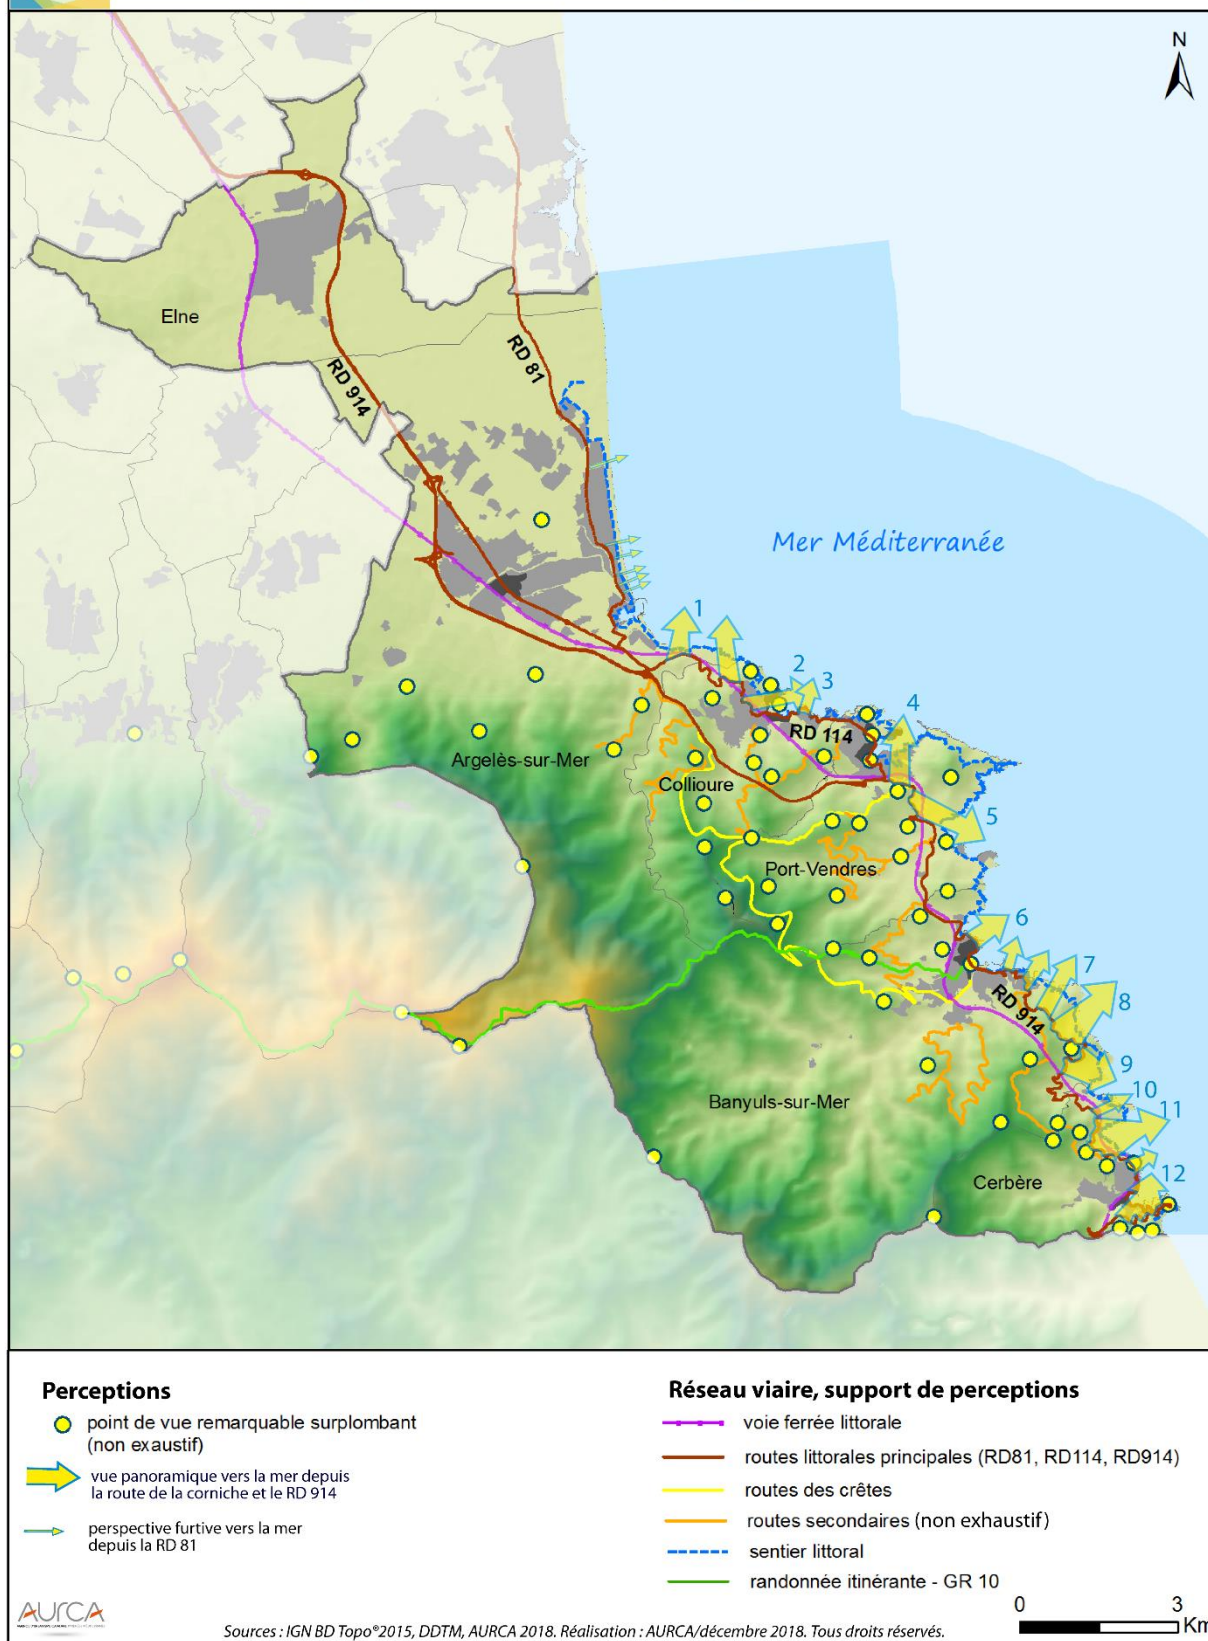 N
Elne
RD 914
RD 81
Mer Méditerranée
1
2
3
4
RD 114
Argelès-sur-Mer
Collioure
5
Port-Vendres
6
7
8
RD 914
9
10
11
Banyuls-sur-Mer
Cerbère
12
Perceptions
point de vue remarquable surplombant
(non exaustif)
vue panoramique vers la mer depuis
la route de la corniche et le RD 914
perspective furtive vers la mer
depuis la RD 81
Réseau viaire, support de perceptions
voie ferrée littorale
routes littorales principales (RD81, RD114, RD914)
routes des crêtes
routes secondaires (non exhaustif)
sentier littoral
randonnée itinérante - GR 10
0 3
Km
AURCA
Sources : IGN BD Topo®2015, DDTM, AURCA 2018. Réalisation : AURCA/décembre 2018. Tous droits réservés.